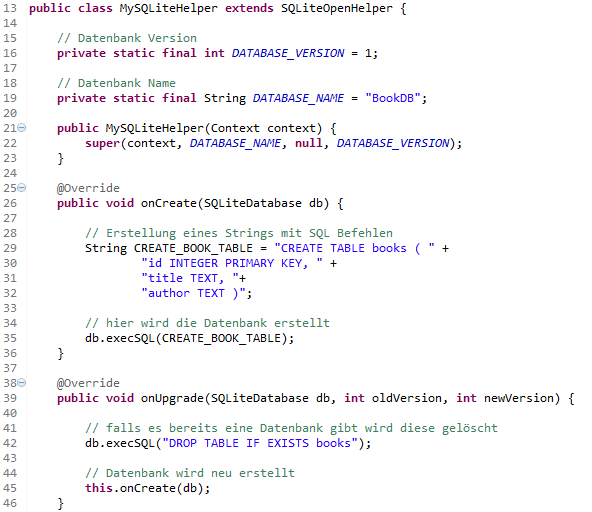 13 public class MySQLiteHelper extends SQLiteOpenHelper {
14
15     // Datenbank Version
16     private static final int DATABASE_VERSION = 1;
17
18     // Datenbank Name
19     private static final String DATABASE_NAME = "BookDB";
20
21     public MySQLiteHelper(Context context) {
22         super(context, DATABASE_NAME, null, DATABASE_VERSION);
23     }
24
25     @Override
26     public void onCreate(SQLiteDatabase db) {
27
28         // Erstellung eines Strings mit SQL Befehlen
29         String CREATE_BOOK_TABLE = "CREATE TABLE books ( " +
30                 "id INTEGER PRIMARY KEY, " +
31                 "title TEXT, "+
32                 "author TEXT )";
33
34         // hier wird die Datenbank erstellt
35         db.execSQL(CREATE_BOOK_TABLE);
36     }
37
38     @Override
39     public void onUpgrade(SQLiteDatabase db, int oldVersion, int newVersion) {
40
41         // falls es bereits eine Datenbank gibt wird diese gelöscht
42         db.execSQL("DROP TABLE IF EXISTS books");
43
44         // Datenbank wird neu erstellt
45         this.onCreate(db);
46     }